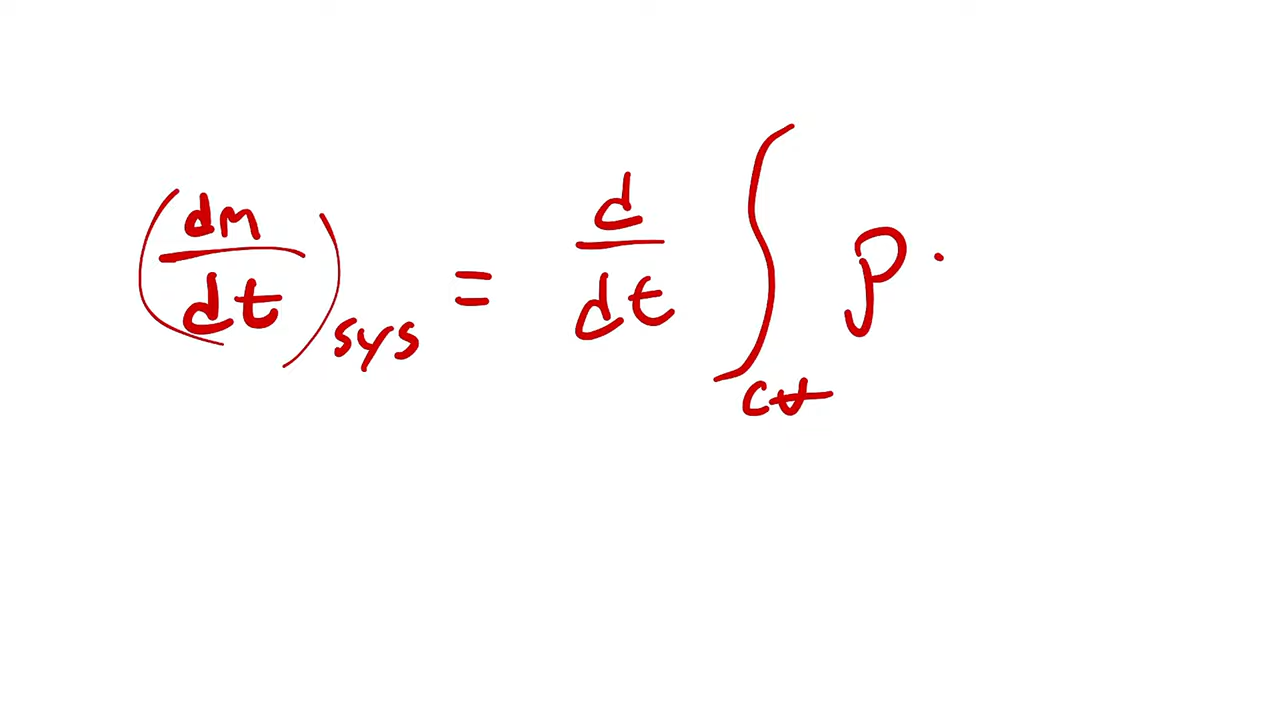 (dm/dt)sys = d/dt ∫CV ρ ·